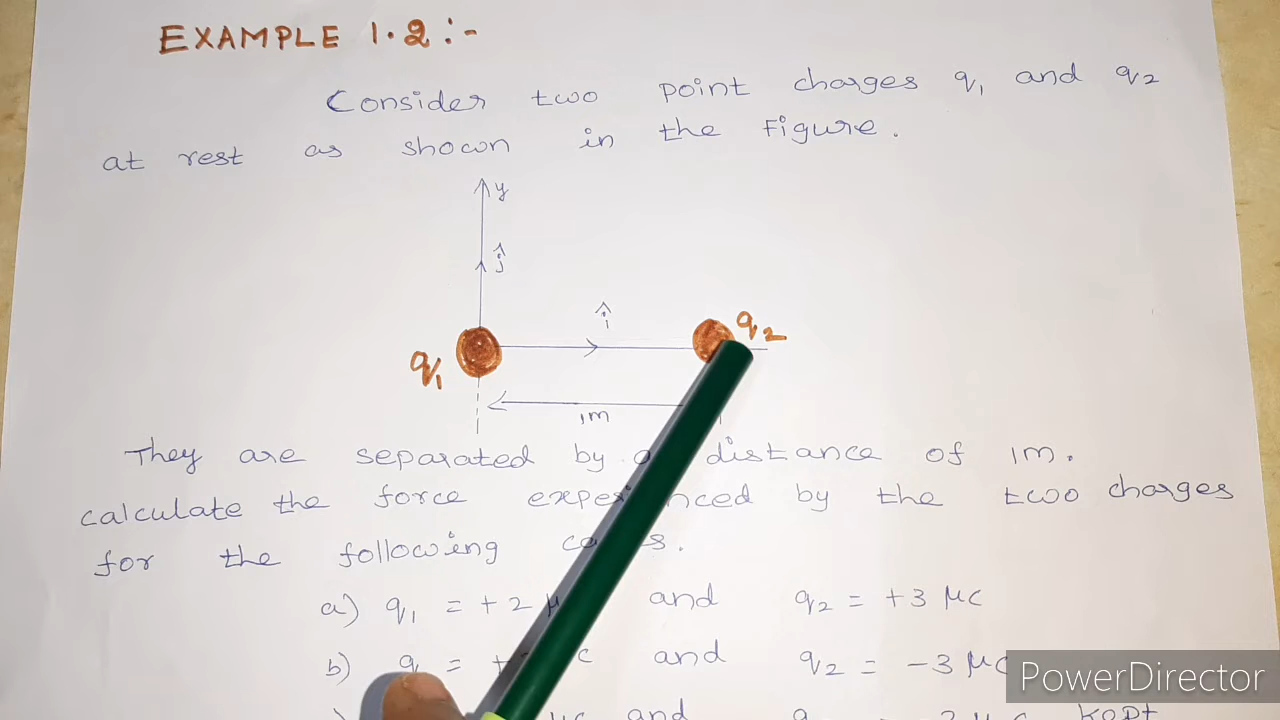 EXAMPLE 1.2:-
Consider two point charges q1 and q2
at rest as shown in the Figure.
y
ĵ
î
q1
q2
1m
They are separated by a distance of 1m.
calculate the force experienced by the two charges
for the following
a) q1 = +2 μ and q2 = +3 μc
b) q = + c and q2 = -3 μc
μc and μc kept
PowerDirector